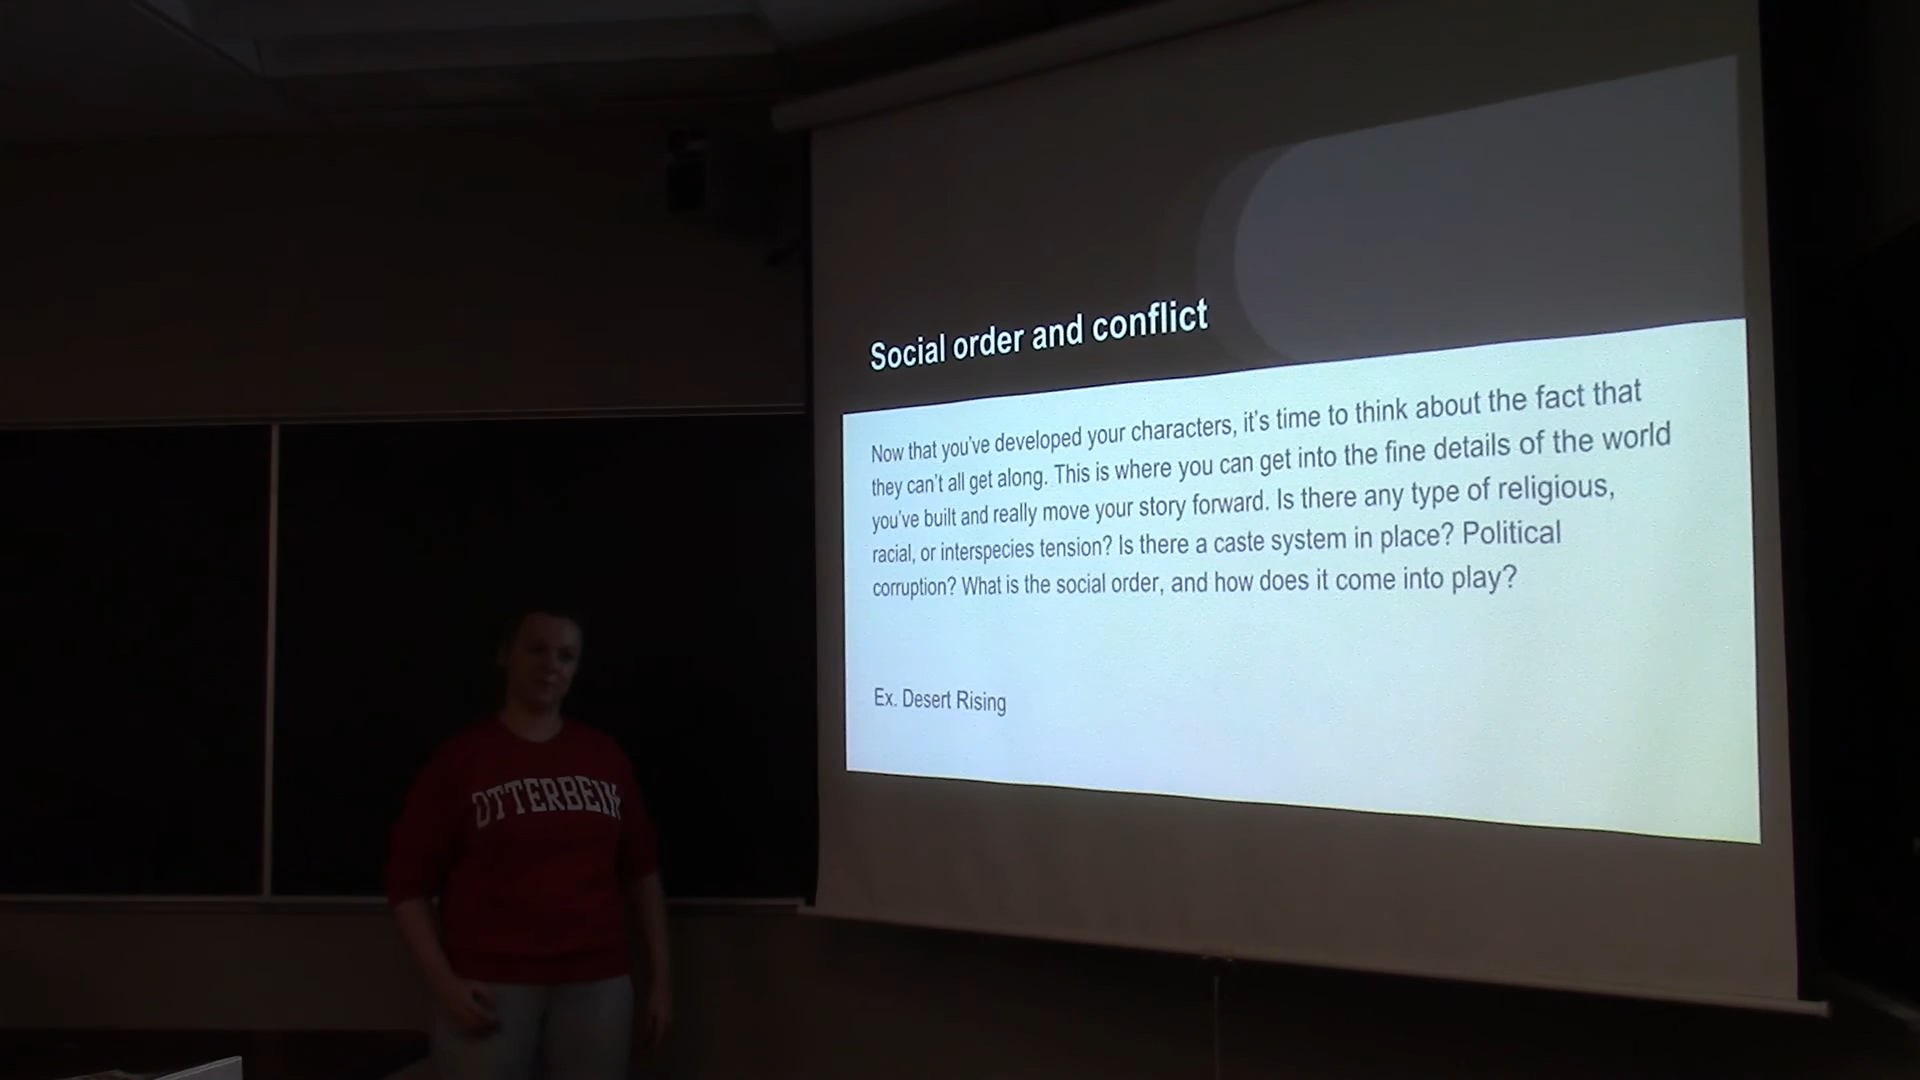 Social order and conflict
Now that you've developed your characters, it's time to think about the fact that
they can't all get along. This is where you can get into the fine details of the world
you've built and really move your story forward. Is there any type of religious,
racial, or interspecies tension? Is there a caste system in place? Political
corruption? What is the social order, and how does it come into play?
Ex. Desert Rising
OTTERBEIN